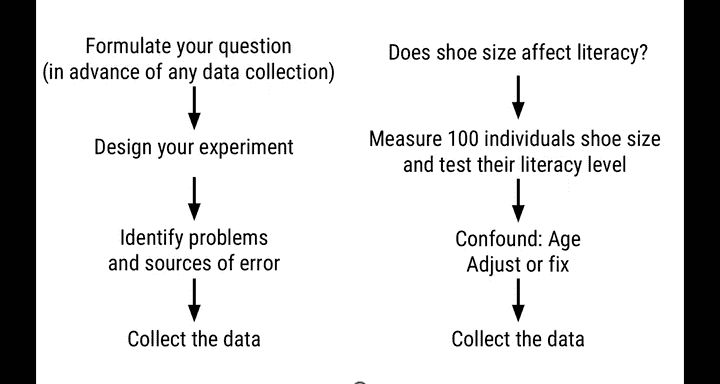 Formulate your question
(in advance of any data collection)
Design your experiment
Identify problems
and sources of error
Collect the data
Does shoe size affect literacy?
Measure 100 individuals shoe size
and test their literacy level
Confound: Age
Adjust or fix
Collect the data